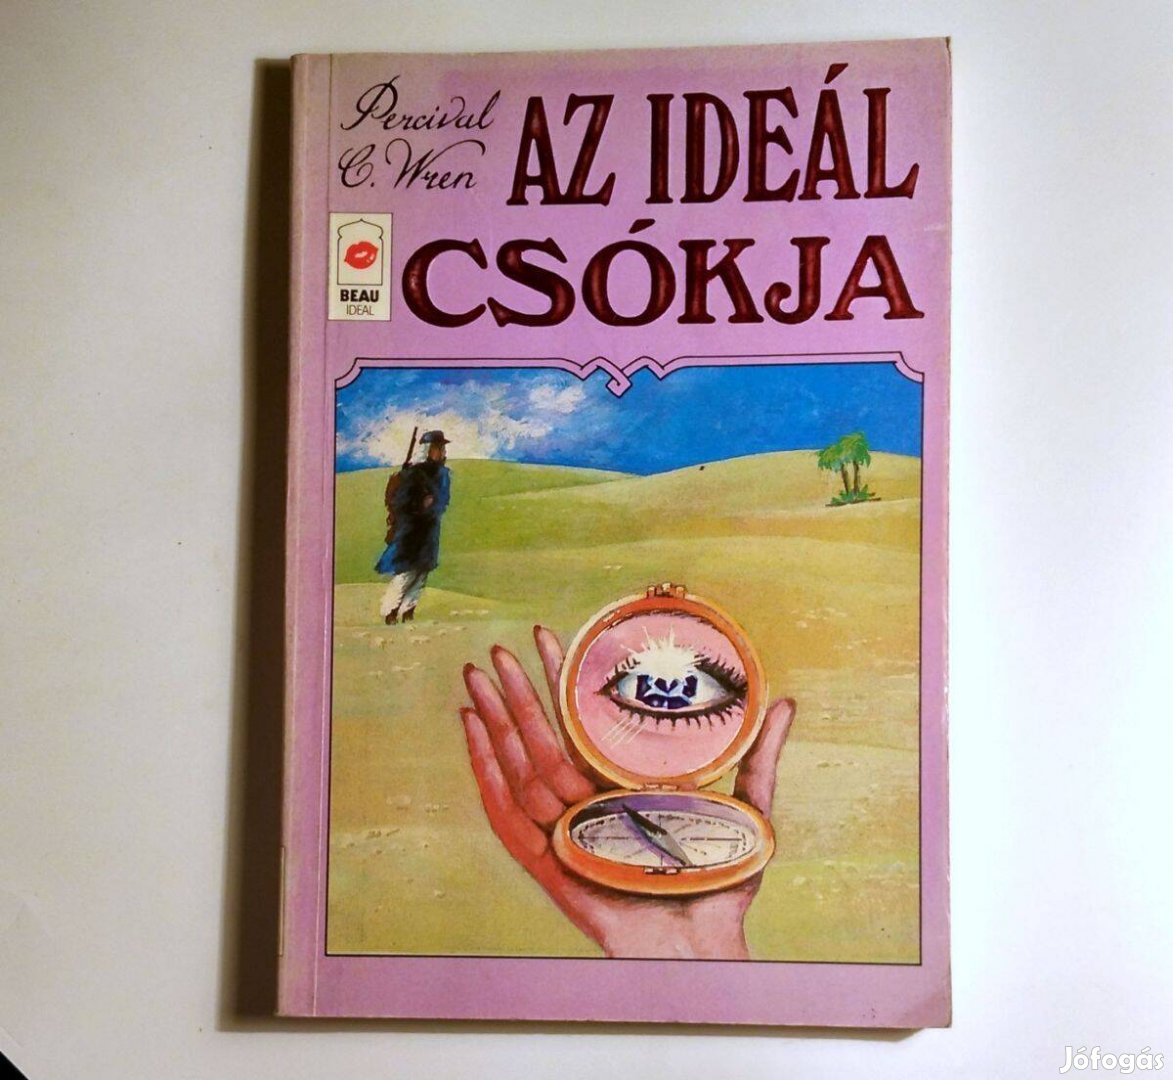 Percival
C. Wren
AZ IDEÁL
CSÓKJA
BEAU
IDEAL
Jófogás